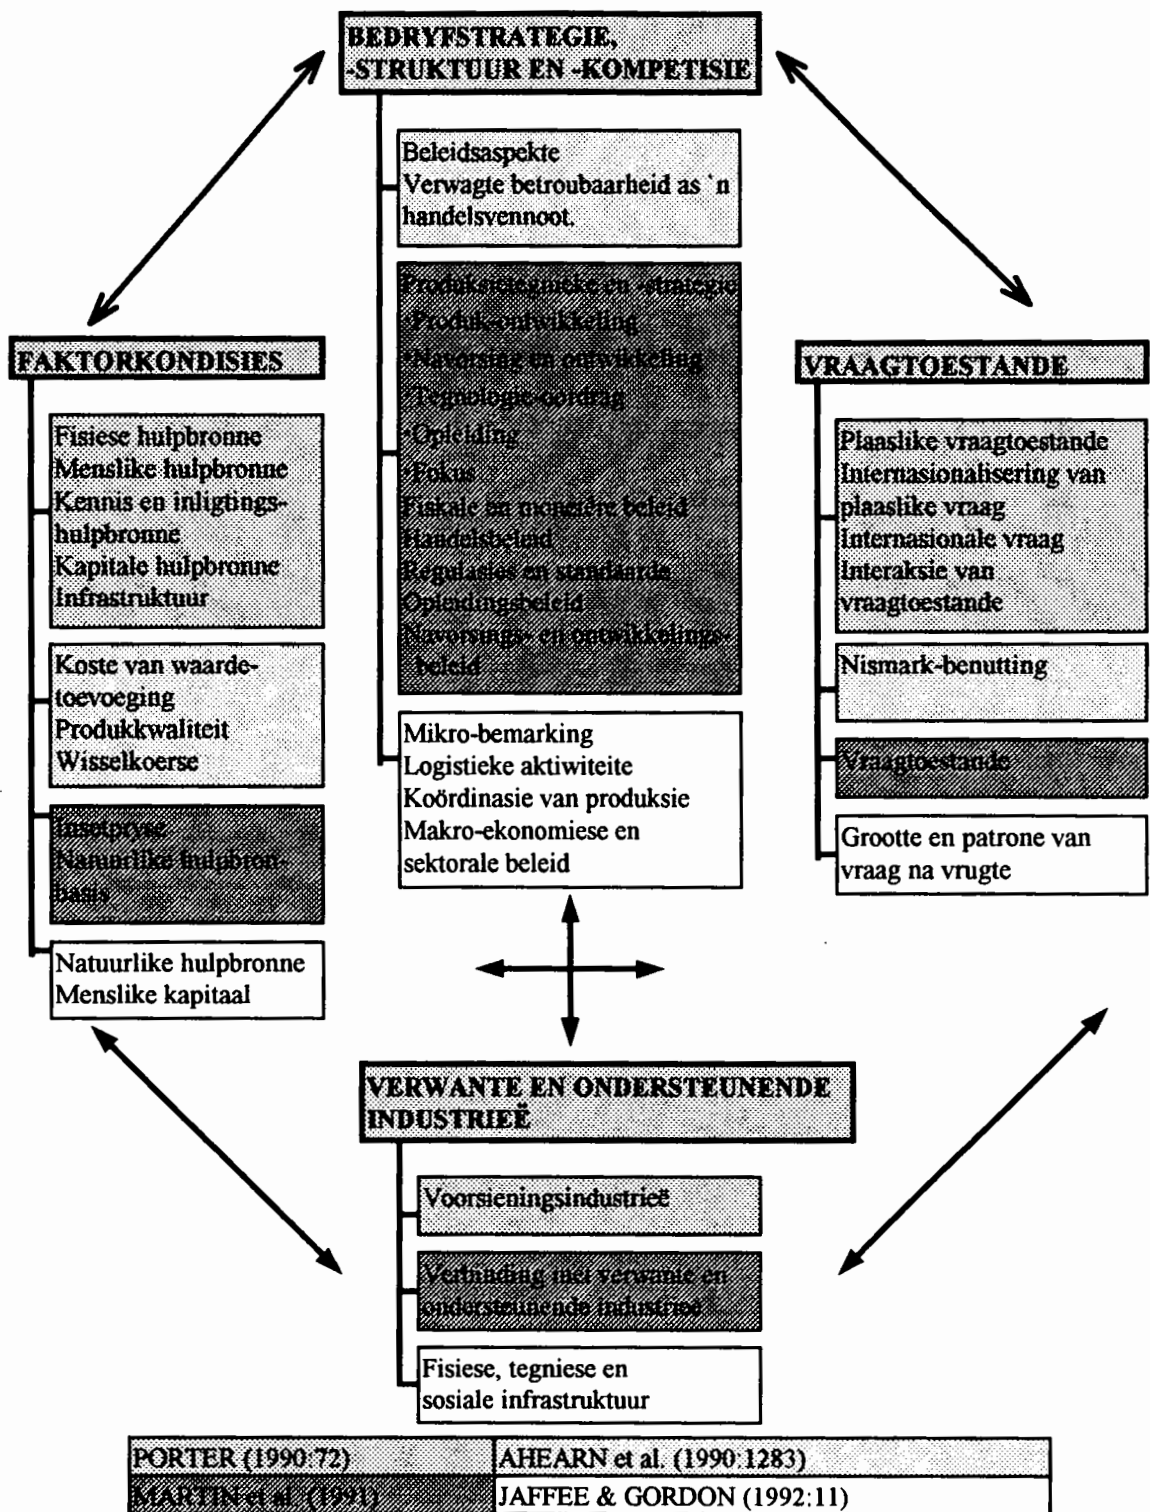 BEDRYFSTRATEGIE,
-STRUKTUUR EN -KOMPETISIE
Beleidsaspekte
Verwagte betroubaarheid as 'n
handelsvennoot.
Produksietegnieke en -strategie
•Produk-ontwikkeling
•Navorsing en ontwikkeling
•Tegnologie-oordrag
•Opleiding
•Fokus
Fiskale en monetêre beleid
Handelsbeleid
Regulasies en standaarde
Opleidingsbeleid
Navorsings- en ontwikkelings-
beleid
Mikro-bemarking
Logistieke aktiwiteite
Koördinasie van produksie
Makro-ekonomiese en
sektorale beleid
FAKTORKONDISIES
Fisiese hulpbronne
Menslike hulpbronne
Kennis en inligtings-
hulpbronne
Kapitale hulpbronne
Infrastruktuur
Koste van waarde-
toevoeging
Produkkwaliteit
Wisselkoerse
Insetpryse
Natuurlike hulpbron-
basis
Natuurlike hulpbronne
Menslike kapitaal
VRAAGTOESTANDE
Plaaslike vraagtoestande
Internasionalisering van
plaaslike vraag
Internasionale vraag
Interaksie van
vraagtoestande
Nismark-benutting
Vraagtoestande
Grootte en patrone van
vraag na vrugte
VERWANTE EN ONDERSTEUNENDE
INDUSTRIEË
Voorsieningsindustrieë
Verbinding met verwante en
ondersteunende industrieë
Fisiese, tegniese en
sosiale infrastruktuur
PORTER (1990:72)
AHEARN et al. (1990:1283)
MARTIN et al. (1991)
JAFFEE & GORDON (1992:11)